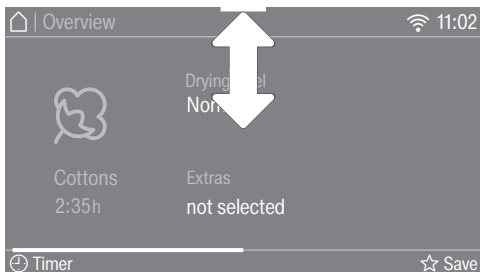 Overview
11:02
Drying
Cottons
Extras
2:35h
not selected
Timer
Save